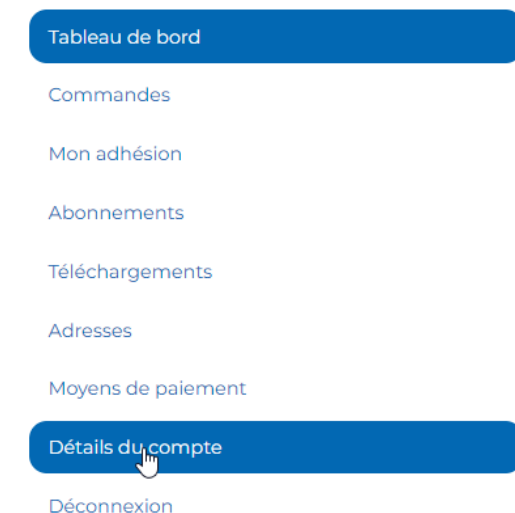 Tableau de bord
Commandes
Mon adhésion
Abonnements
Téléchargements
Adresses
Moyens de paiement
Détails du compte
Déconnexion